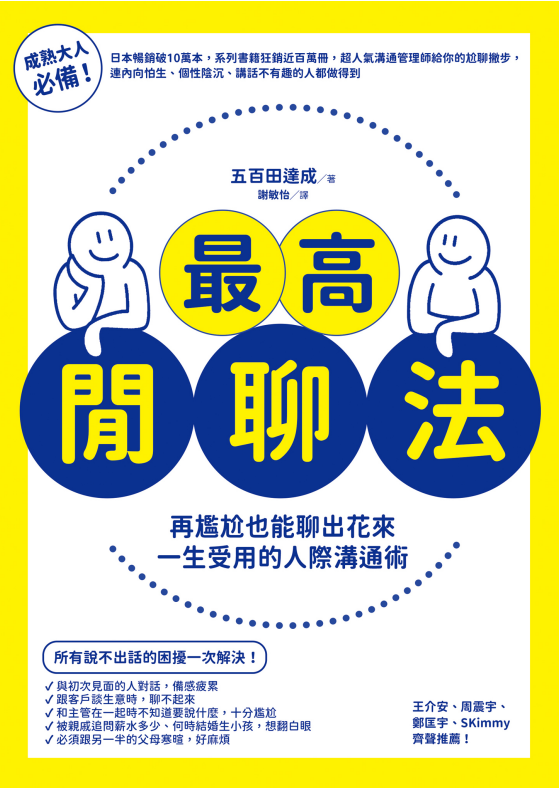 成熟大人
必備！
日本暢銷破10萬本，系列書籍狂銷近百萬冊，超人氣溝通管理師給你的尬聊撇步，
連內向怕生、個性陰沉、講話不有趣的人都做得到
五百田達成／著
謝敏怡／譯
最高
閒聊法
再尷尬也能聊出花來
一生受用的人際溝通術
所有說不出話的困擾一次解決！
✓與初次見面的人對話，備感疲累
✓跟客戶談生意時，聊不起來
✓和主管在一起時不知道要說什麼，十分尷尬
✓被親戚追問薪水多少、何時結婚生小孩，想翻白眼
✓必須跟另一半的父母寒暄，好麻煩
王介安、周震宇、
鄭匡宇、SKimmy
齊聲推薦！